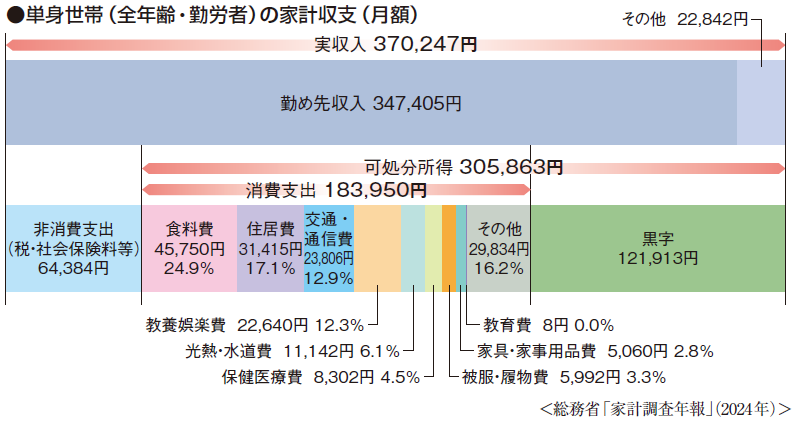 ●単身世帯（全年齢・勤労者）の家計収支（月額）
その他 22,842円
実収入 370,247円
勤め先収入 347,405円
可処分所得 305,863円
消費支出 183,950円
非消費支出
（税・社会保険料等）
64,384円
食料費
45,750円
24.9%
住居費
31,415円
17.1%
交通・
通信費
23,806円
12.9%
その他
29,834円
16.2%
黒字
121,913円
教養娯楽費 22,640円 12.3%
教育費 8円 0.0%
光熱・水道費 11,142円 6.1%
家具・家事用品費 5,060円 2.8%
保健医療費 8,302円 4.5%
被服・履物費 5,992円 3.3%
＜総務省「家計調査年報」（2024年）＞